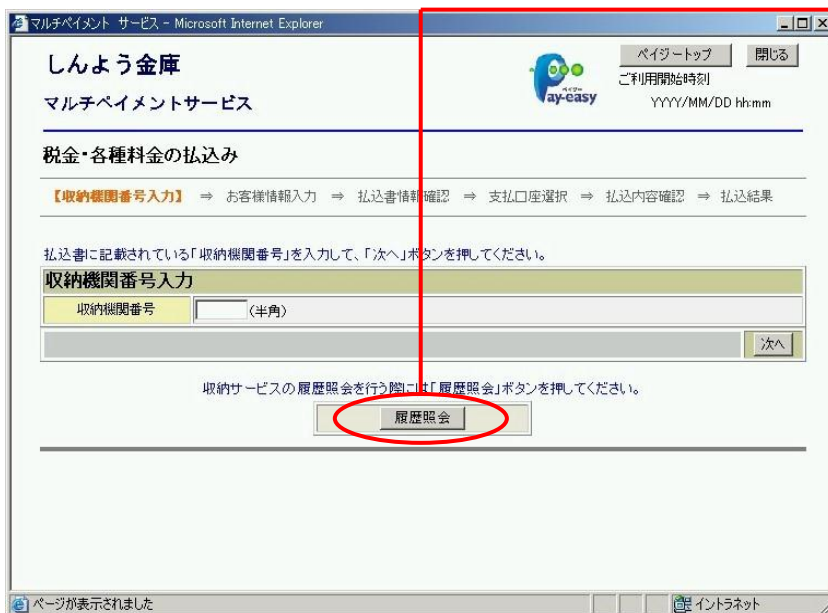 マルチペイメント サービス - Microsoft Internet Explorer
しんよう金庫
マルチペイメントサービス
ペイジー
Pay-easy
ペイジートップ 閉じる
ご利用開始時刻
YYYY/MM/DD hh:mm
税金・各種料金の払込み
【収納機関番号入力】 ⇒ お客様情報入力 ⇒ 払込書情報確認 ⇒ 支払口座選択 ⇒ 払込内容確認 ⇒ 払込結果
払込書に記載されている「収納機関番号」を入力して、「次へ」ボタンを押してください。
収納機関番号入力
収納機関番号 (半角)
次へ
収納サービスの履歴照会を行う際には「履歴照会」ボタンを押してください。
履歴照会
ページが表示されました
イントラネット